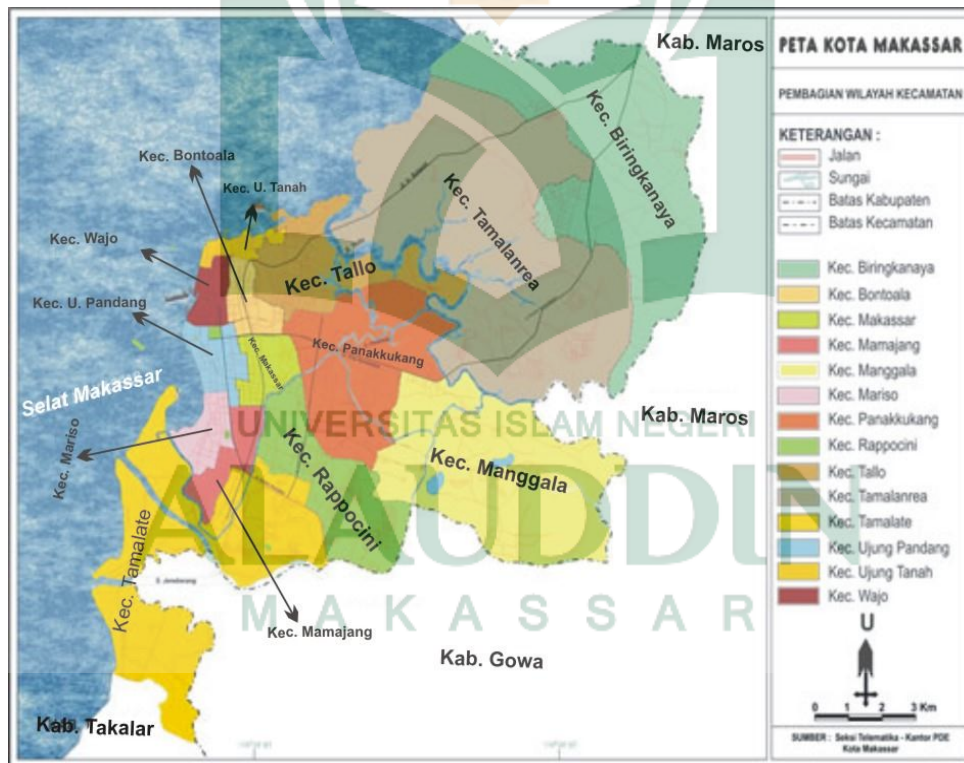 Kab. Maros
Kec. Biringkanaya
Kec. Bontoala
Kec. U. Tanah
Kec. Tamalanrea
Kec. Wajo
Kec. Tallo
Kec. U. Pandang
Kec. Makassar
Kec. Panakkukang
Selat Makassar
Kab. Maros
UNIVERSITAS ISLAM NEGERI
Kec. Mariso
Kec. Rappocini
Kec. Manggala
ALAUDDIN
Kec. Tamalate
MAKASSAR
Kec. Mamajang
Kab. Gowa
Kab. Takalar
PETA KOTA MAKASSAR
PEMBAGIAN WILAYAH KECAMATAN
KETERANGAN :
Jalan
Sungai
Batas Kabupaten
Batas Kecamatan
Kec. Biringkanaya
Kec. Bontoala
Kec. Makassar
Kec. Mamajang
Kec. Manggala
Kec. Mariso
Kec. Panakkukang
Kec. Rappocini
Kec. Tallo
Kec. Tamalanrea
Kec. Tamalate
Kec. Ujung Pandang
Kec. Ujung Tanah
Kec. Wajo
U
0 1 2 3 Km
SUMBER : Seksi Telematika - Kantor PDE
Kota Makassar